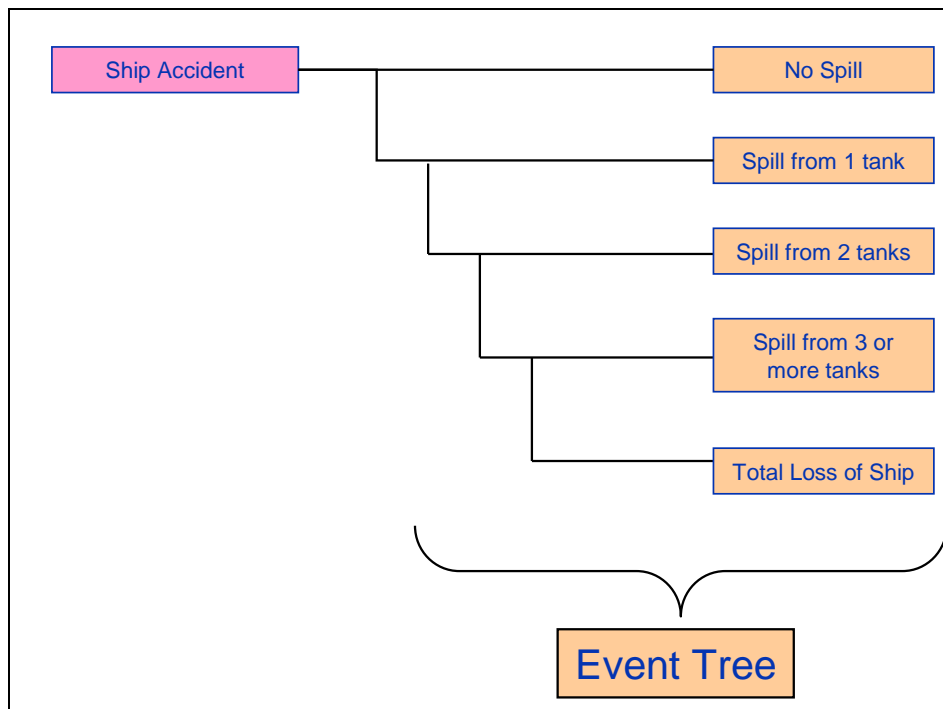 Ship Accident
No Spill
Spill from 1 tank
Spill from 2 tanks
Spill from 3 or
more tanks
Total Loss of Ship
Event Tree